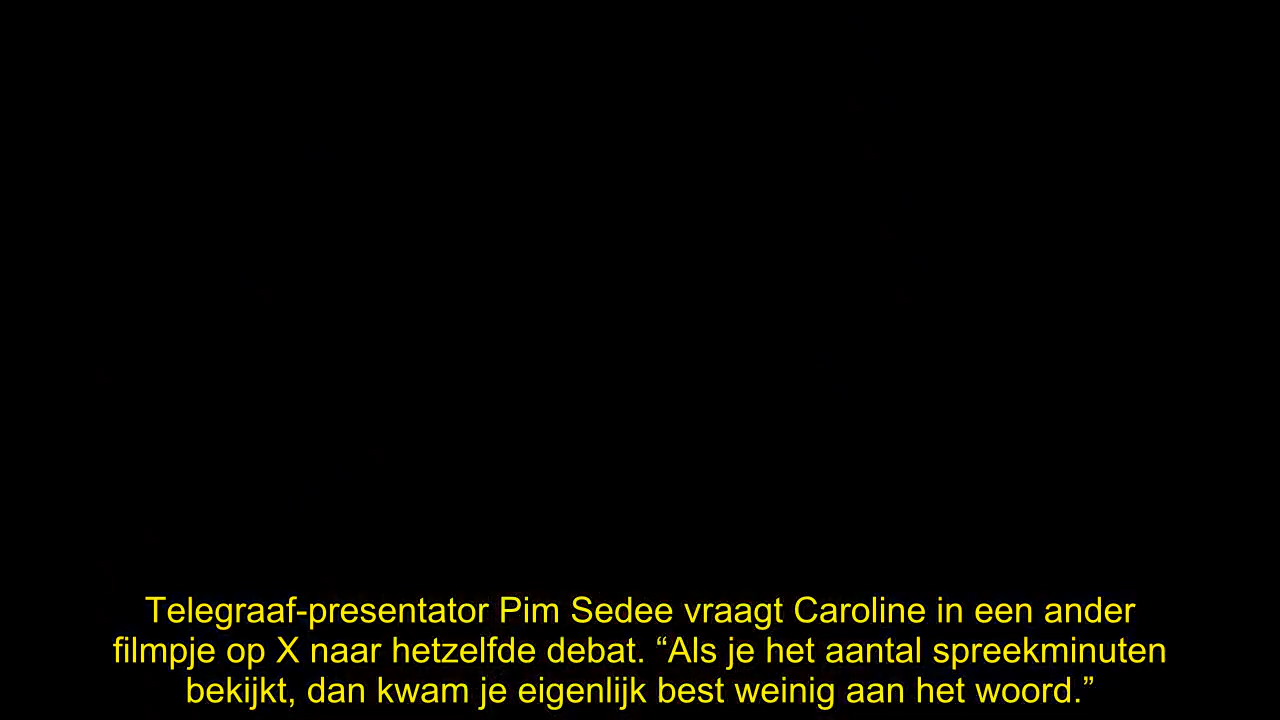 Telegraaf-presentator Pim Sedee vraagt Caroline in een ander
filmpje op X naar hetzelfde debat. “Als je het aantal spreekminuten
bekijkt, dan kwam je eigenlijk best weinig aan het woord.”